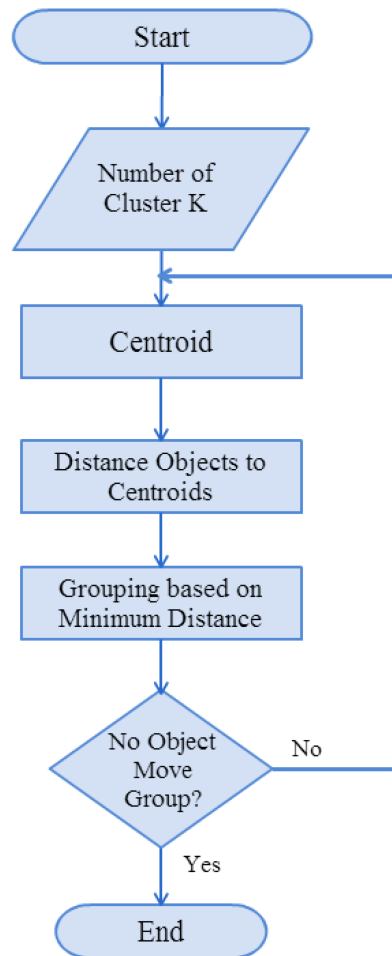 Start
Number of
Cluster K
Centroid
Distance Objects to
Centroids
Grouping based on
Minimum Distance
No Object
Move
Group?
No
Yes
End